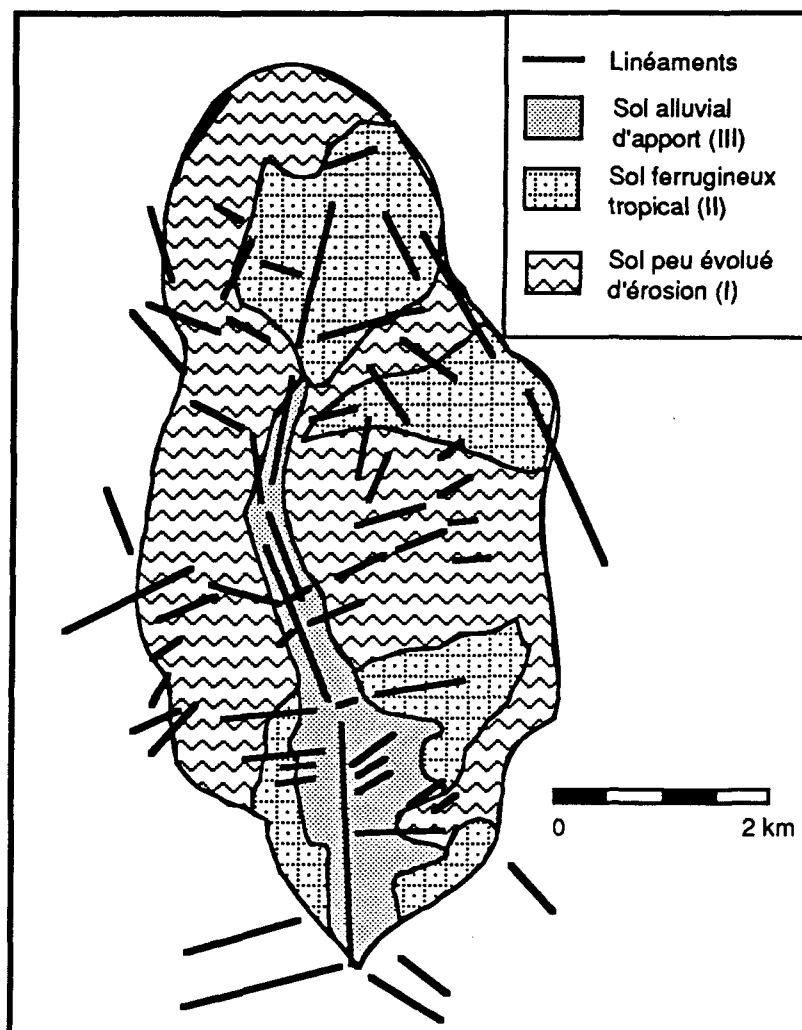 Linéaments
Sol alluvial
d'apport (III)
Sol ferrugineux
tropical (II)
Sol peu évolué
d'érosion (I)
0 2 km